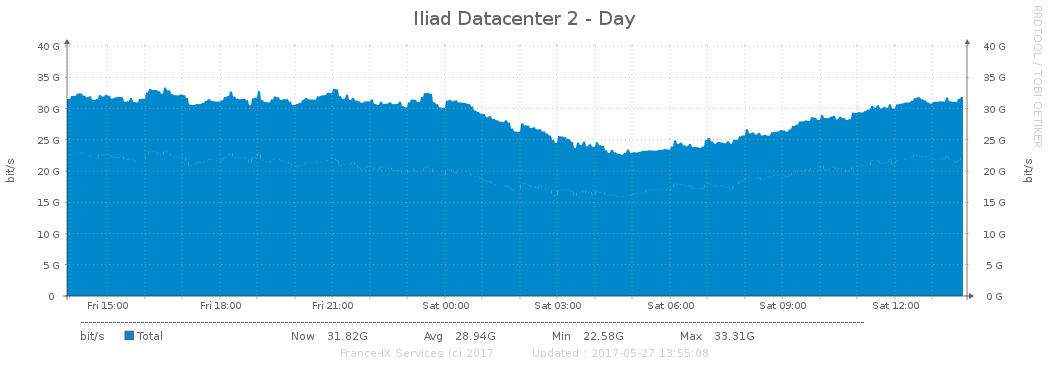 Iliad Datacenter 2 - Day
RRDTOOL / TOBI OETIKER
40 G 40 G
35 G 35 G
30 G 30 G
25 G 25 G
20 G 20 G
15 G 15 G
10 G 10 G
5 G 5 G
0 0 G
bit/s bit/s
Fri 15:00 Fri 18:00 Fri 21:00 Sat 00:00 Sat 03:00 Sat 06:00 Sat 09:00 Sat 12:00
bit/s Total Now 31.82G Avg 28.94G Min 22.58G Max 33.31G
France-IX Services (c) 2017 Updated : 2017-05-27 13:55:08